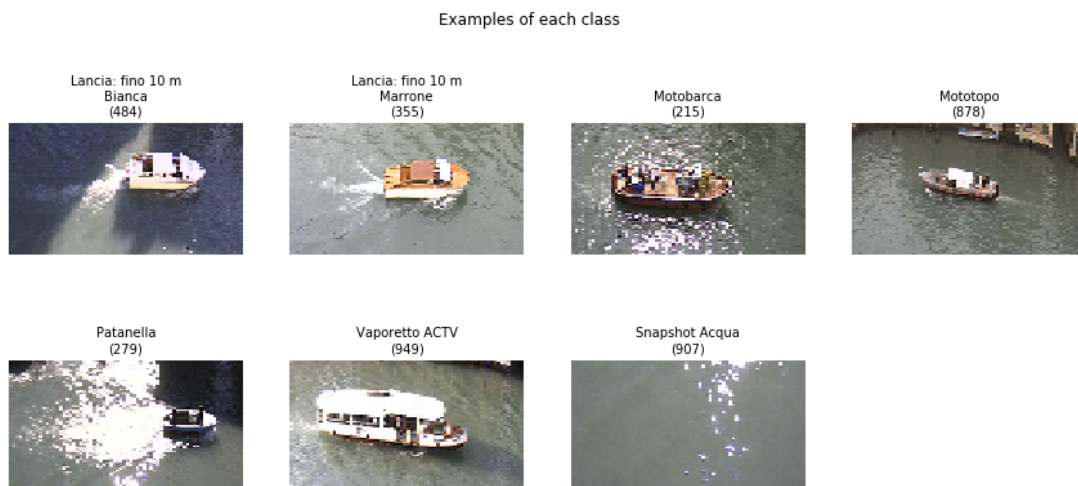 Examples of each class
Lancia: fino 10 m
Bianca
(484)
Lancia: fino 10 m
Marrone
(355)
Motobarca
(215)
Mototopo
(878)
Patanella
(279)
Vaporetto ACTV
(949)
Snapshot Acqua
(907)